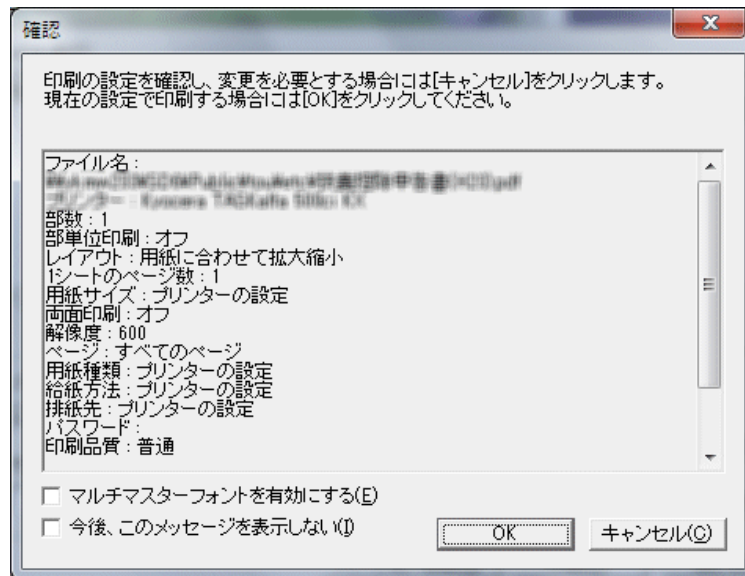 確認
印刷の設定を確認し、変更を必要とする場合には[キャンセル]をクリックします。
現在の設定で印刷する場合には[OK]をクリックしてください。
ファイル名 :
部数 : 1
部単位印刷 : オフ
レイアウト : 用紙に合わせて拡大縮小
1シートのページ数 : 1
用紙サイズ : プリンターの設定
両面印刷 : オフ
解像度 : 600
ページ : すべてのページ
用紙種類 : プリンターの設定
給紙方法 : プリンターの設定
排紙先 : プリンターの設定
パスワード :
印刷品質 : 普通
マルチマスターフォントを有効にする(E)
今後、このメッセージを表示しない(I)
OK
キャンセル(C)